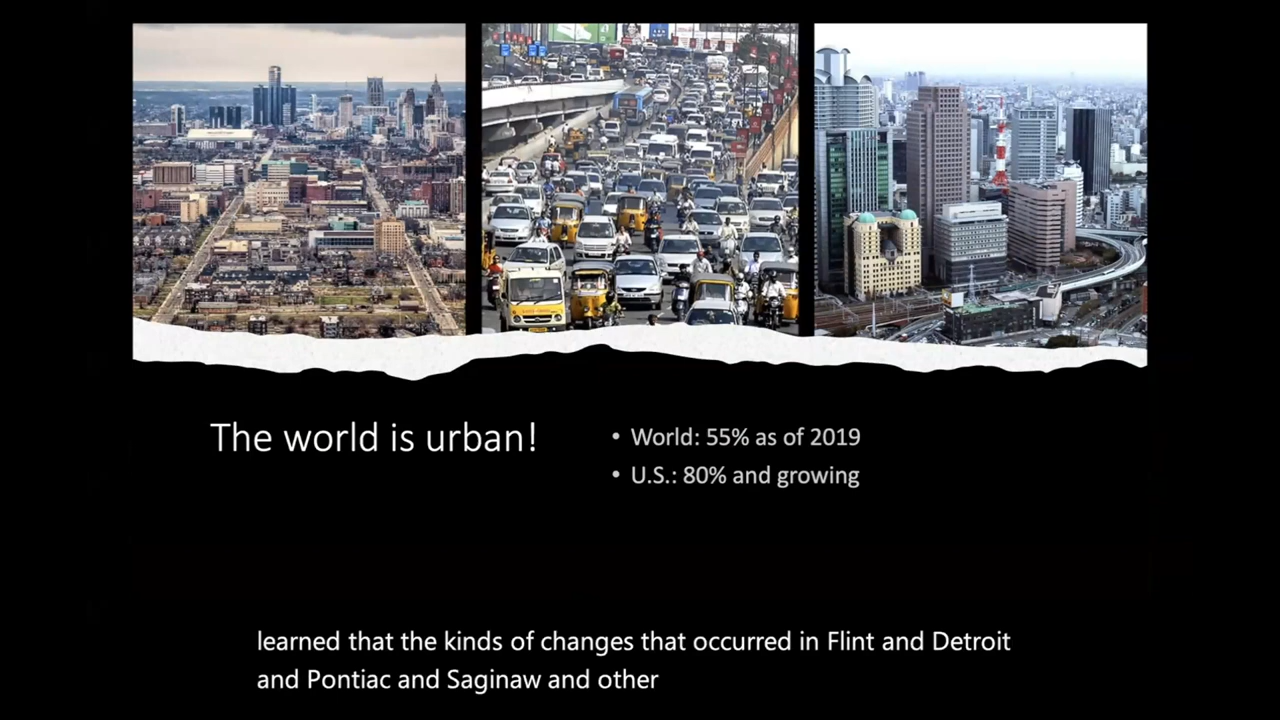 The world is urban!
• World: 55% as of 2019
• U.S.: 80% and growing
learned that the kinds of changes that occurred in Flint and Detroit
and Pontiac and Saginaw and other